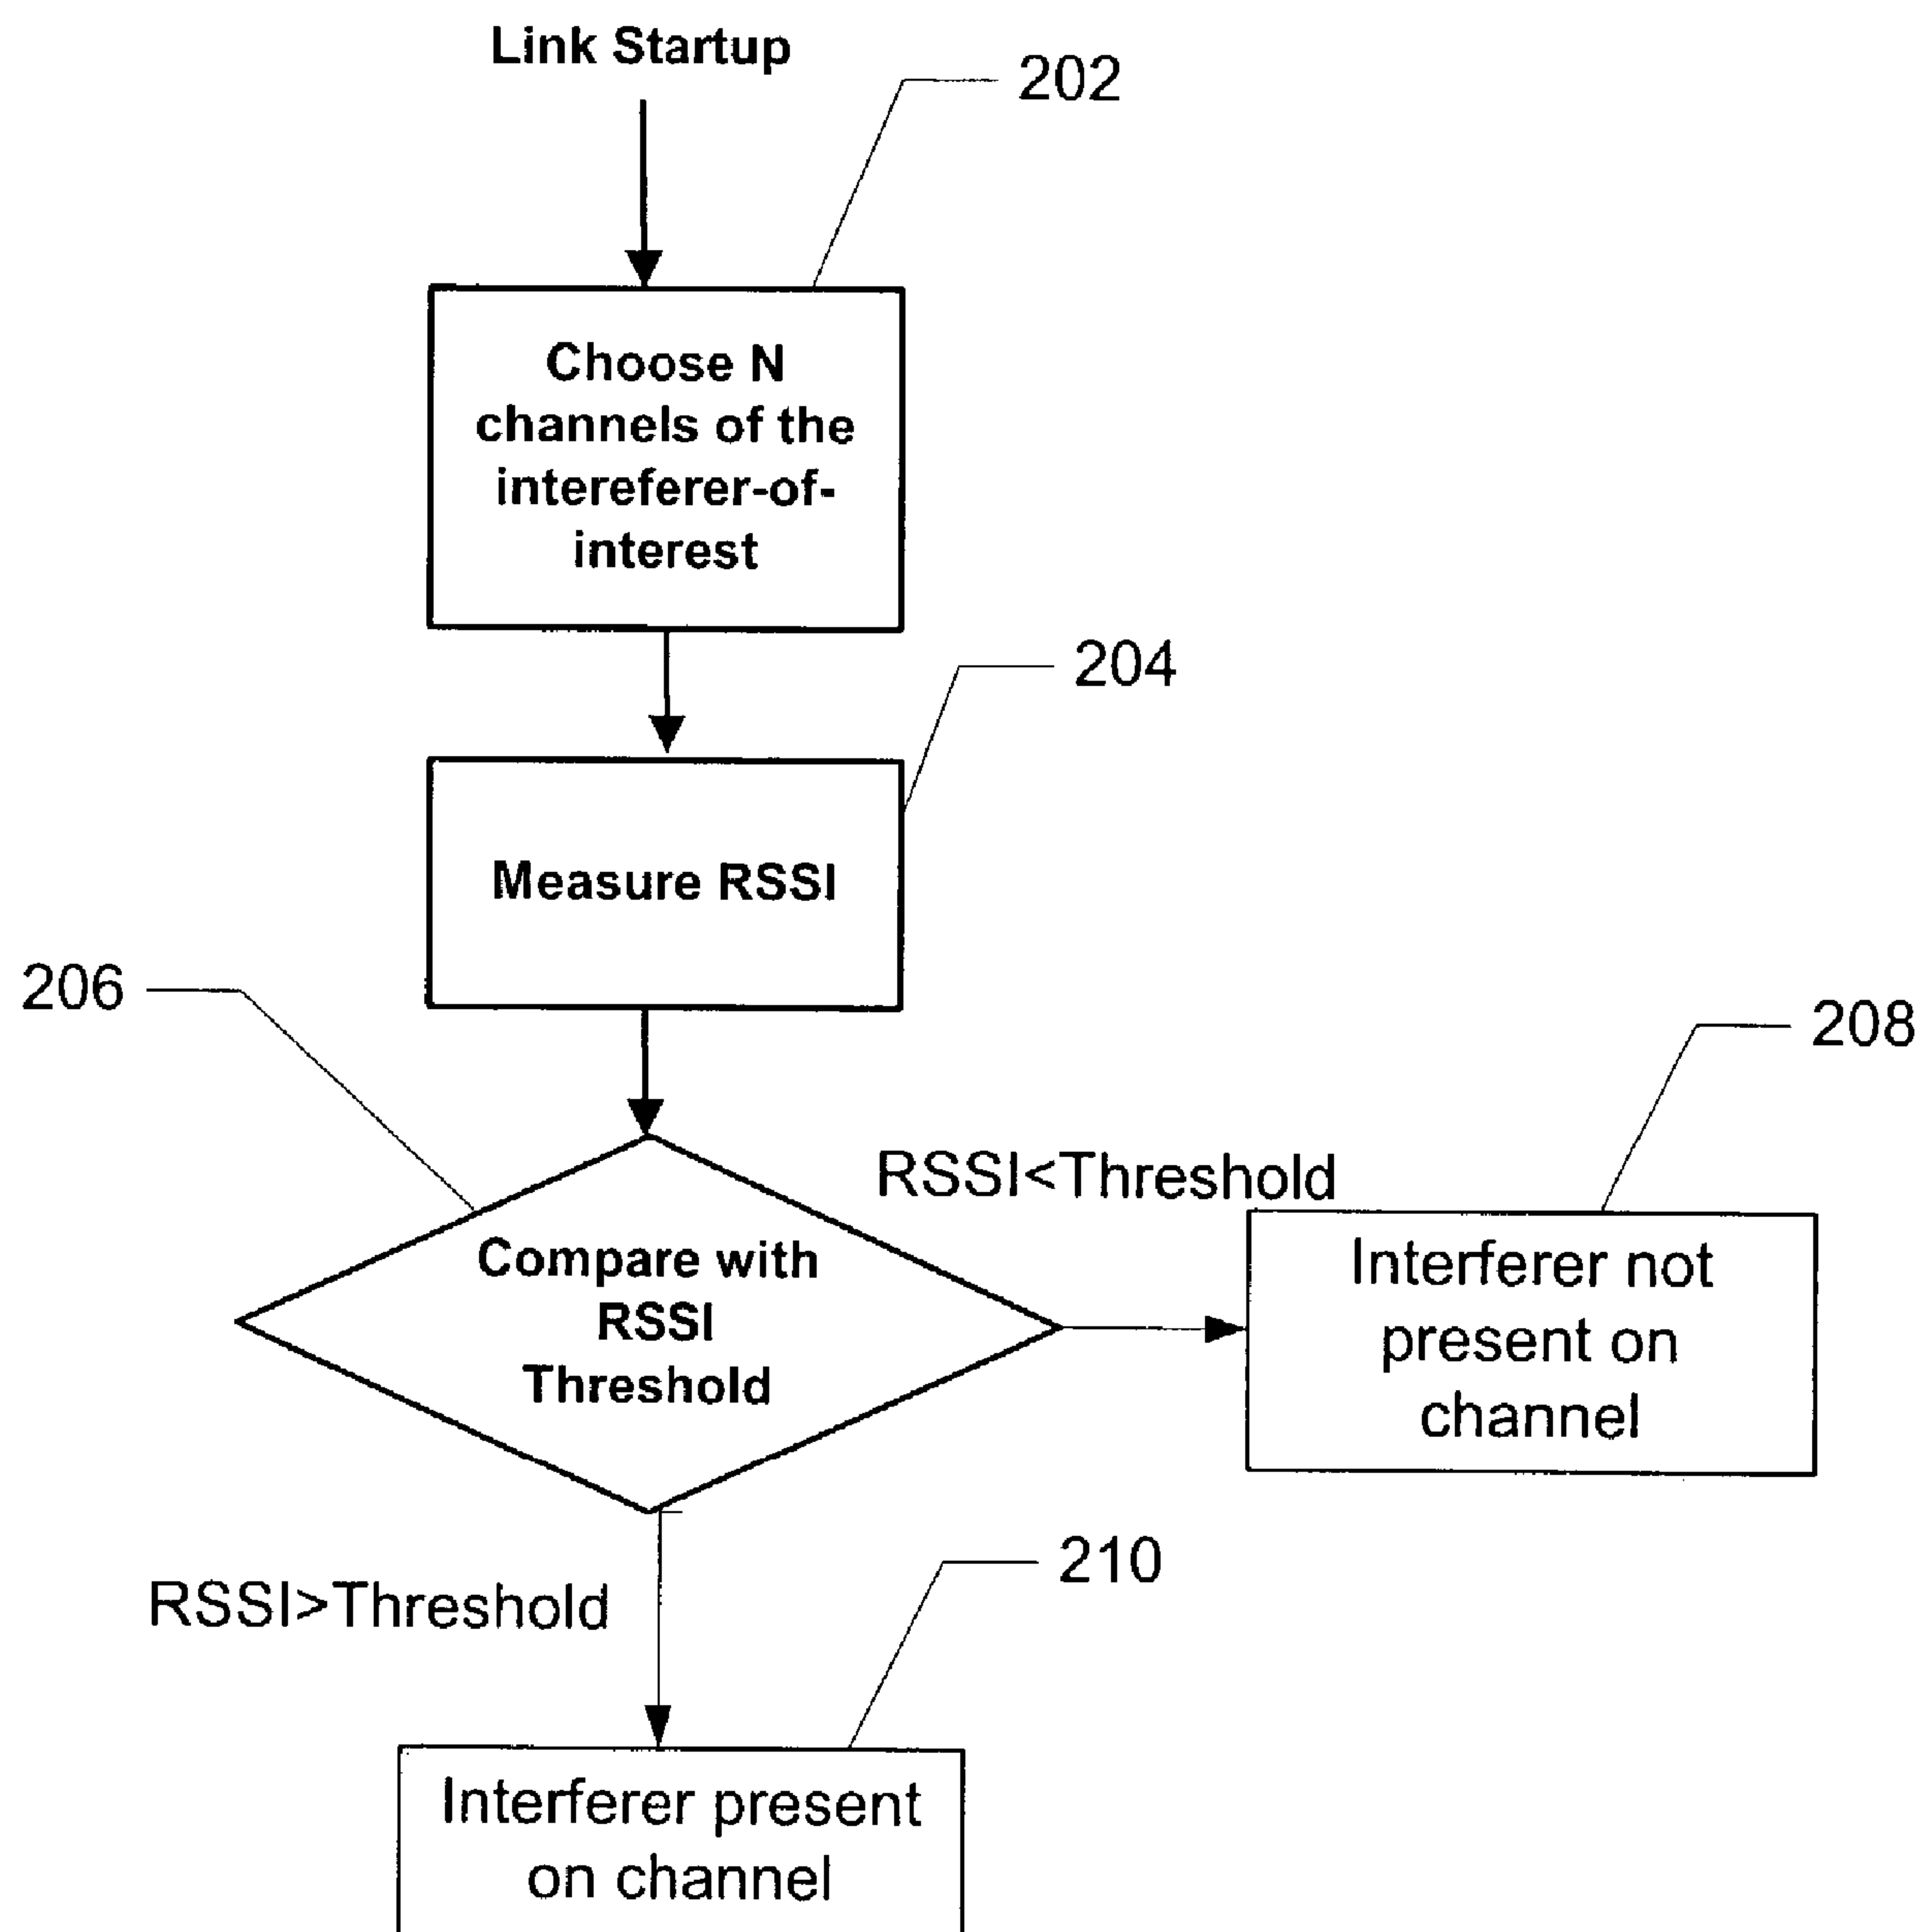 Link Startup
202
Choose N
channels of the
intereferer-of-
interest
204
Measure RSSI
206
208
RSSI<Threshold
Compare with
RSSI
Threshold
Interferer not
present on
channel
RSSI>Threshold
210
Interferer present
on channel